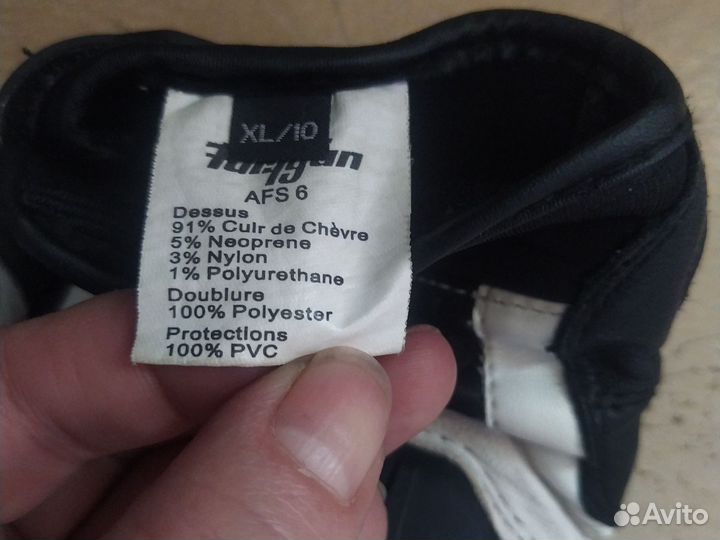 XL/10
Furygan
AFS 6
Dessus
91% Cuir de Chèvre
5% Neoprene
3% Nylon
1% Polyurethane
Doublure
100% Polyester
Protections
100% PVC
Avito